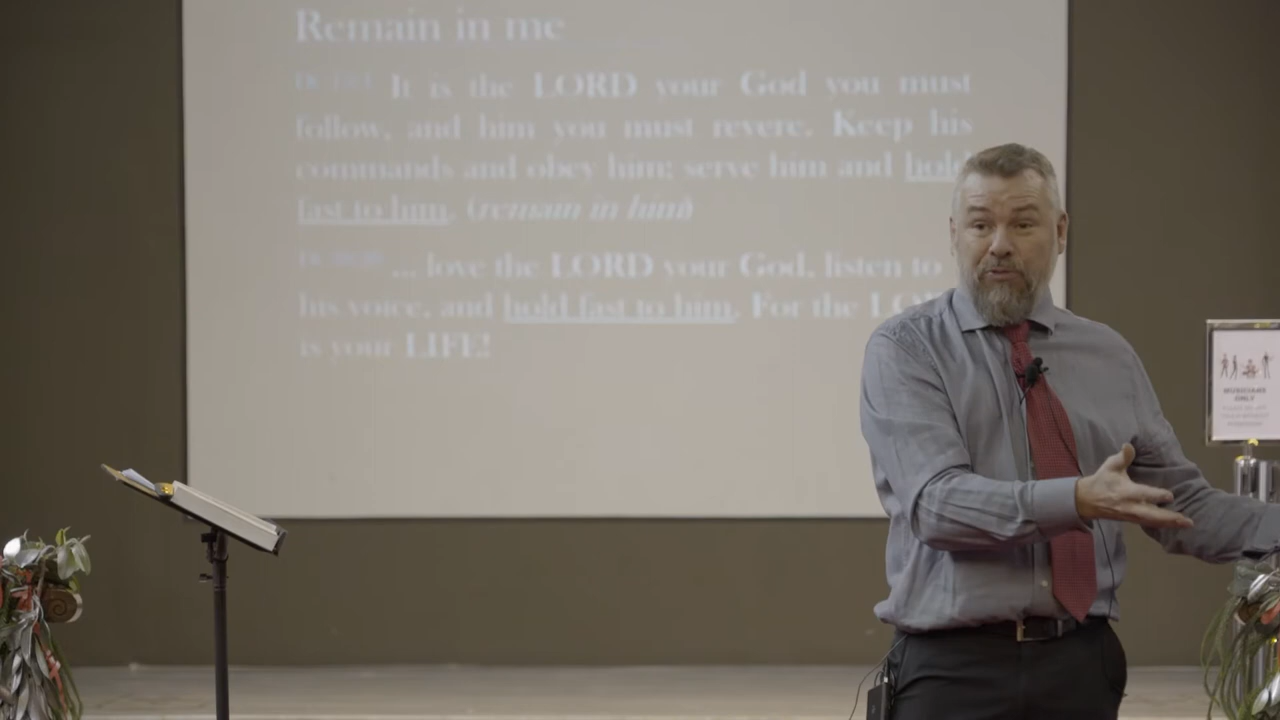 Remain in me
It is the LORD your God you must
follow, and him you must revere. Keep his
commands and obey him; serve him and hold
fast to him. (remain in him)
... love the LORD your God, listen to
his voice, and hold fast to him. For the
is your LIFE!
MUSICIANS
ONLY